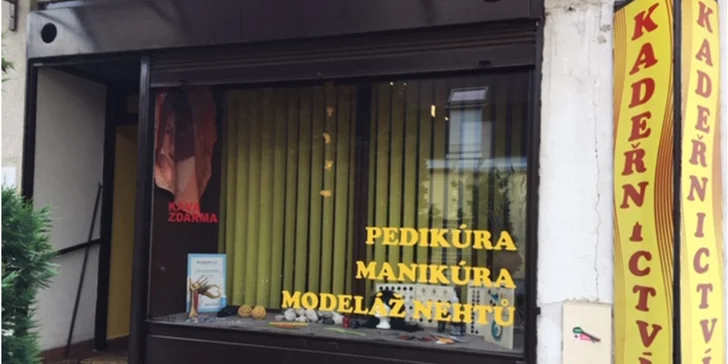 KÁVA
ZDARMA
PEDIKÚRA
MANIKÚRA
MODELÁŽ NEHTŮ
KADEŘNICTVÍ
KADEŘNICTVÍ